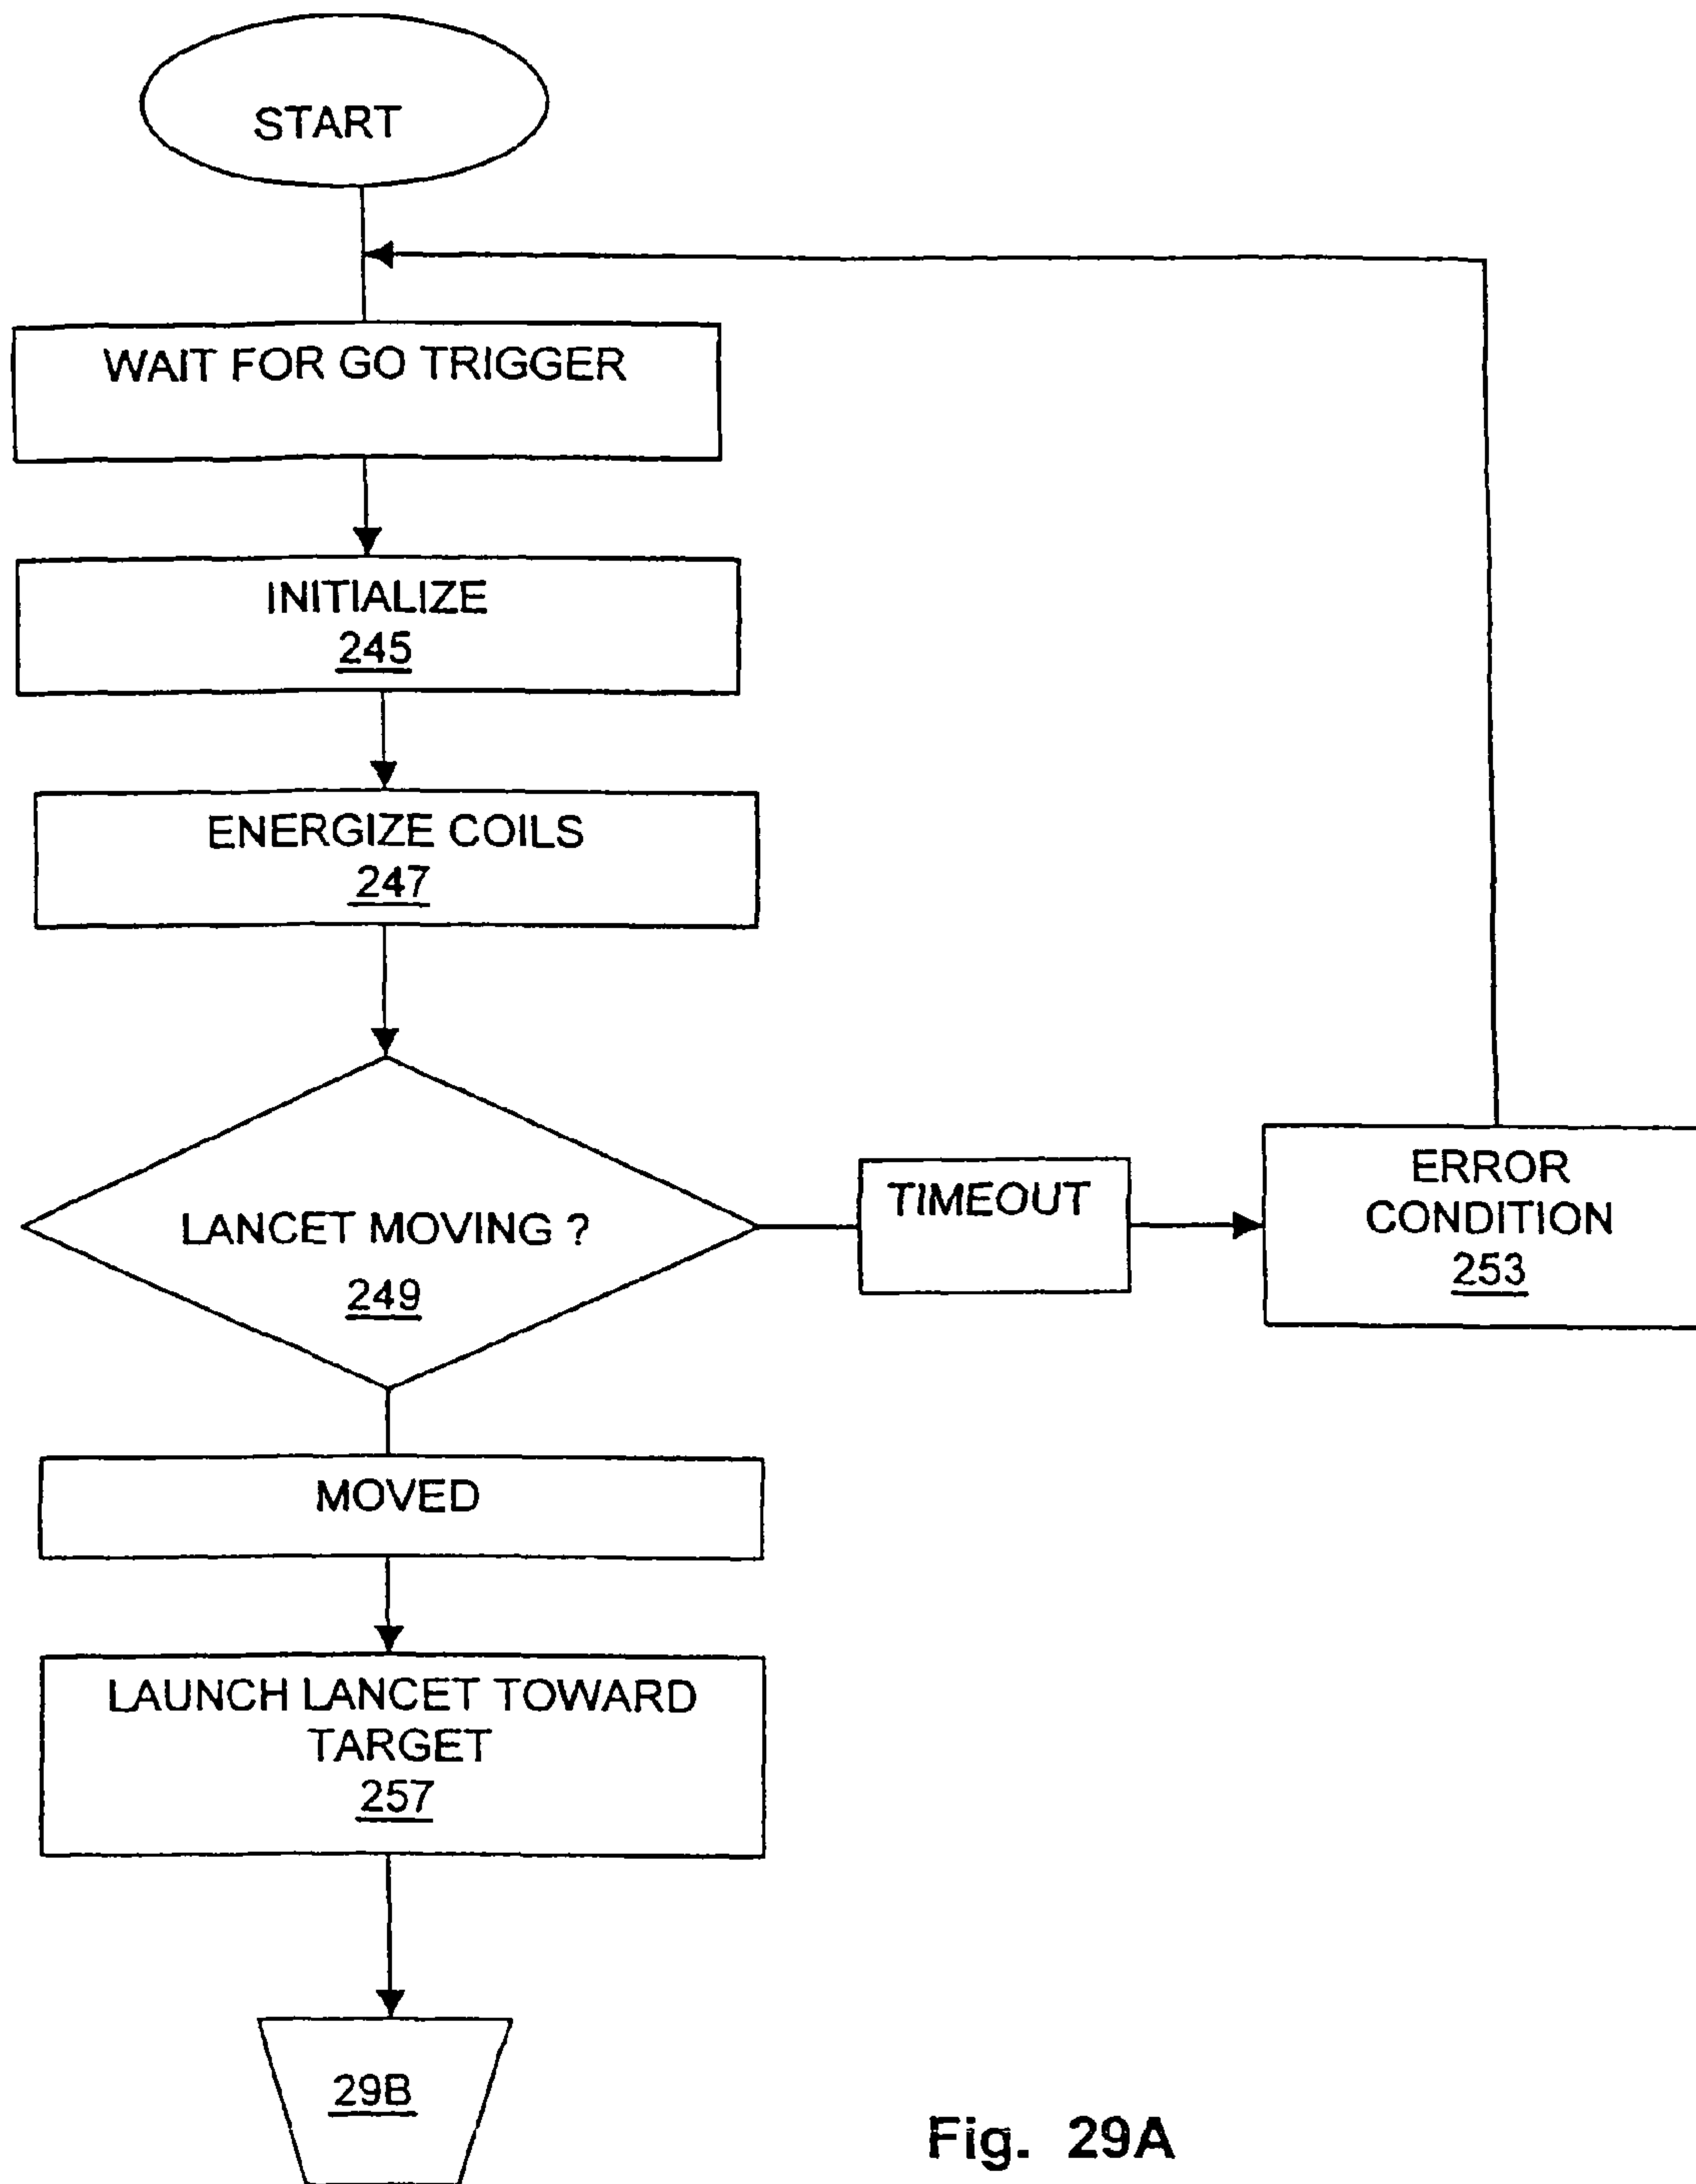 START
WAIT FOR GO TRIGGER
INITIALIZE
245
ENERGIZE COILS
247
LANCET MOVING ?
249
TIMEOUT
ERROR
CONDITION
253
MOVED
LAUNCH LANCET TOWARD
TARGET
257
29B
Fig. 29A